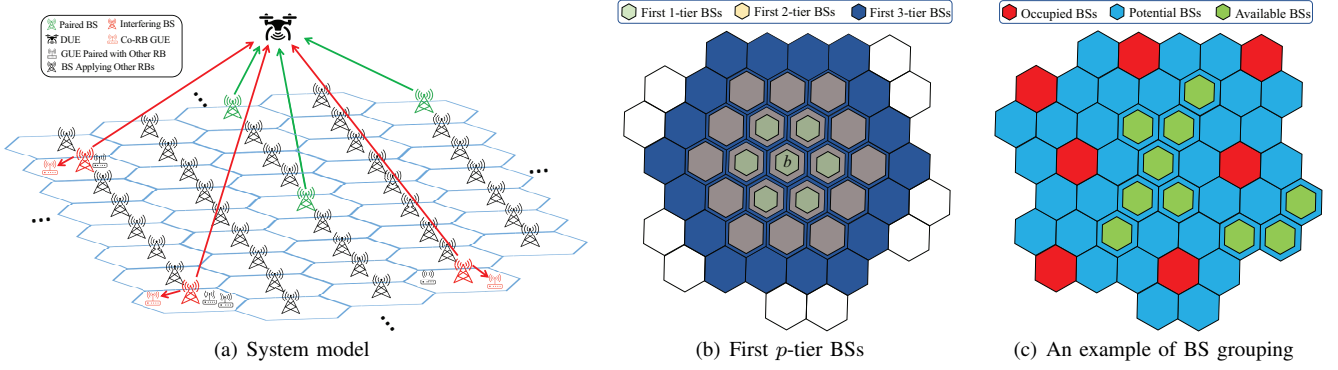 Paired BS Interfering BS
DUE Co-RB GUE
GUE Paired with Other RB
BS Applying Other RBs
(a) System model
First 1-tier BSs First 2-tier BSs First 3-tier BSs
b
(b) First p-tier BSs
Occupied BSs Potential BSs Available BSs
(c) An example of BS grouping